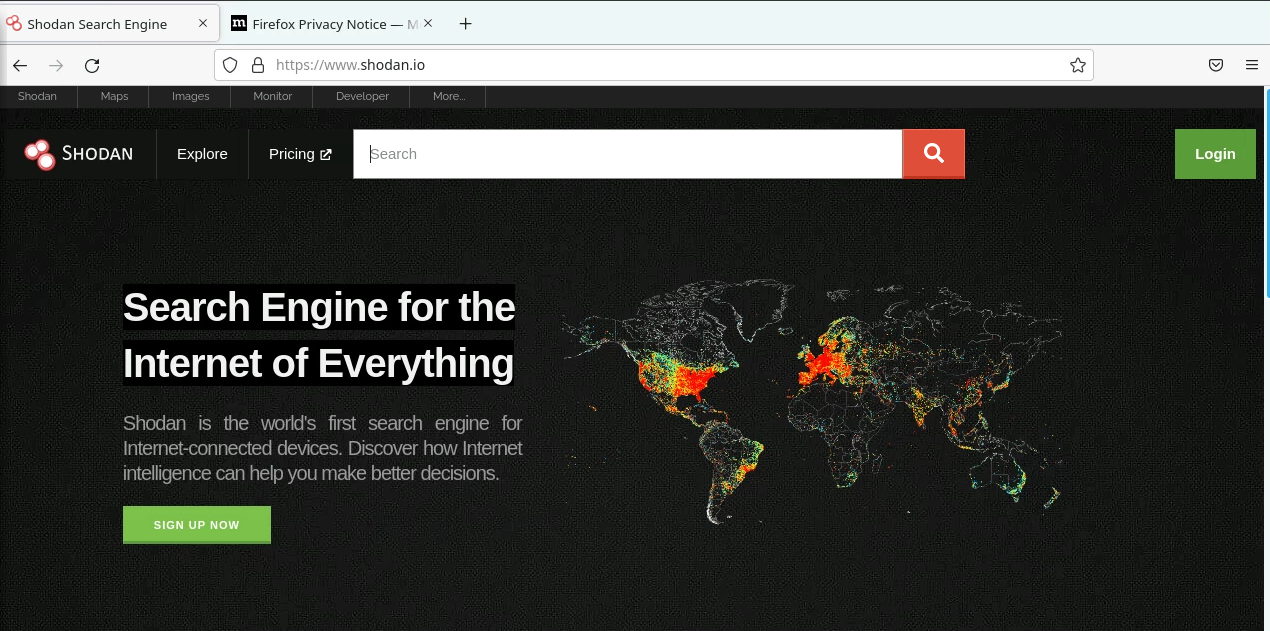 Shodan Search Engine
Firefox Privacy Notice — M
https://www.shodan.io
Shodan Maps Images Monitor Developer More...
SHODAN Explore Pricing Search Login
Search Engine for the
Internet of Everything
Shodan is the world's first search engine for
Internet-connected devices. Discover how Internet
intelligence can help you make better decisions.
SIGN UP NOW